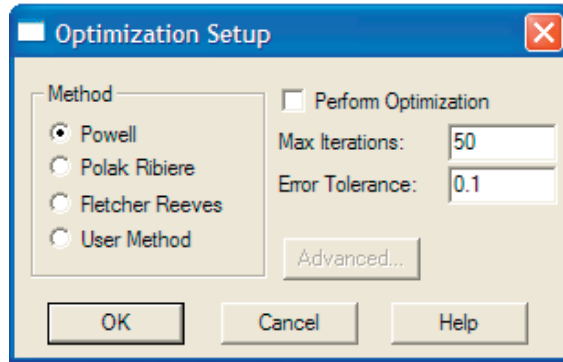 Optimization Setup
Method
Powell
Polak Ribiere
Fletcher Reeves
User Method
Perform Optimization
Max Iterations: 50
Error Tolerance: 0.1
Advanced...
OK Cancel Help